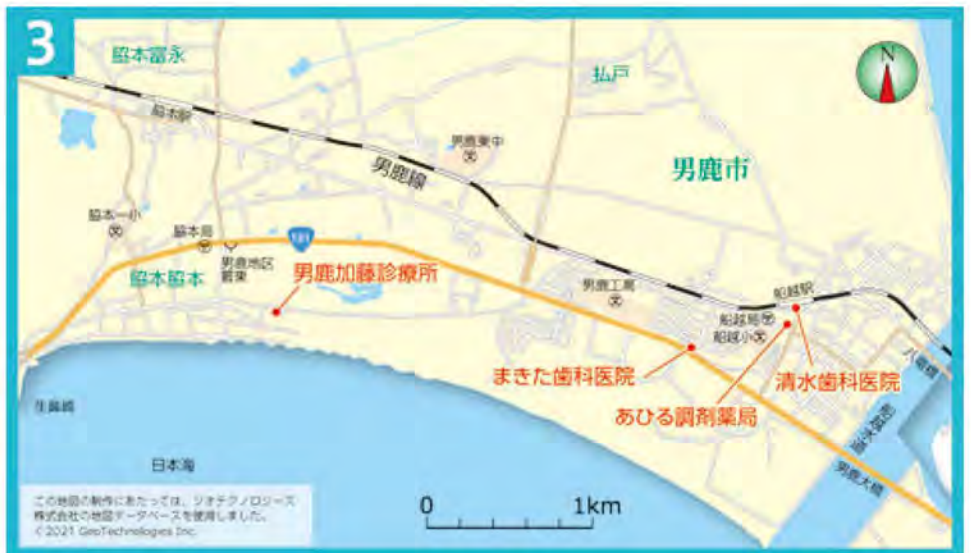 3
脇本富永
払戸
N
脇本駅
男鹿東中
男鹿線
男鹿市
脇本一小
脇本局
101
男鹿地区
署東
脇本脇本
男鹿加藤診療所
男鹿工高
船越駅
船越局
船越小
八竜橋
まきた歯科医院
清水歯科医院
あひる調剤薬局
船越水道
男鹿大橋
生鼻崎
日本海
この地図の制作にあたっては、ジオテクノロジーズ
株式会社の地図データベースを使用しました。
©2021 GeoTechnologies Inc.
0
1km